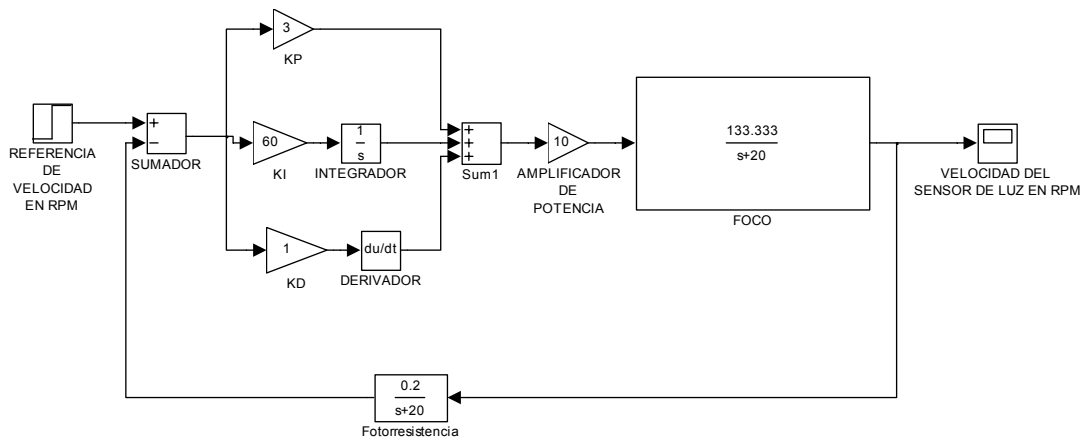 3
KP
+
−
REFERENCIA
DE
VELOCIDAD
EN RPM
SUMADOR
60
KI
1
s
INTEGRADOR
+
+
+
Sum1
10
AMPLIFICADOR
DE
POTENCIA
133.333
s+20
FOCO
VELOCIDAD DEL
SENSOR DE LUZ EN RPM
1
KD
du/dt
DERIVADOR
0.2
s+20
Fotorresistencia